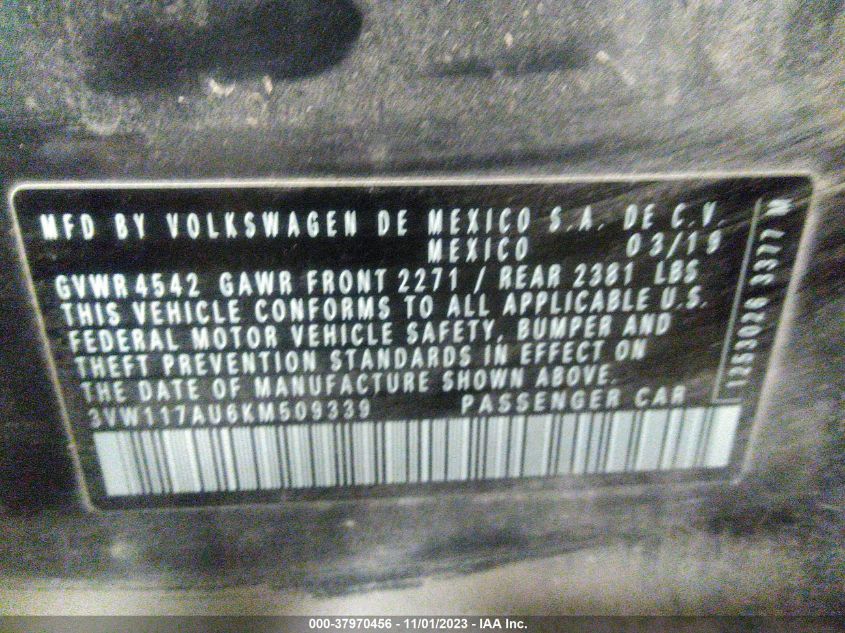 MFD BY VOLKSWAGEN DE MEXICO S.A. DE C.V.
MEXICO 03/19
GVWR 4542 GAWR FRONT 2271 / REAR 2381 LBS
THIS VEHICLE CONFORMS TO ALL APPLICABLE U.S.
FEDERAL MOTOR VEHICLE SAFETY, BUMPER AND
THEFT PREVENTION STANDARDS IN EFFECT ON
THE DATE OF MANUFACTURE SHOWN ABOVE.
3VW117AU6KM509339 PASSENGER CAR
1253026 3377 M
000-37970456 - 11/01/2023 - IAA Inc.